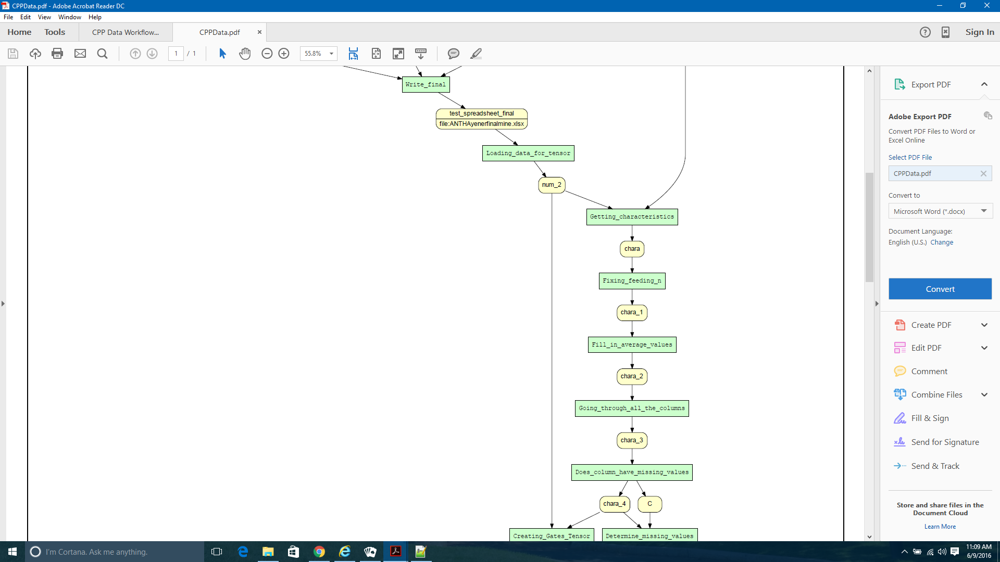 CPPData.pdf - Adobe Acrobat Reader DC
File Edit View Window Help
Home Tools CPP Data Workflow... CPPData.pdf × Sign In
1 / 1 55.8%
Write_final
test_spreadsheet_final
file:ANTHAyenerfinalmine.xlsx
Loading_data_for_tensor
num_2
Getting_characteristics
chara
Fixing_feeding_n
chara_1
Fill_in_average_values
chara_2
Going_through_all_the_columns
chara_3
Does_column_have_missing_values
chara_4 C
Creating_Gates_Tensor Determine_missing_values
Export PDF
Adobe Export PDF
Convert PDF Files to Word or
Excel Online
Select PDF File
CPPData.pdf
Convert to
Microsoft Word (*.docx)
Document Language:
English (U.S.) Change
Convert
Create PDF
Edit PDF
Comment
Combine Files
Fill & Sign
Send for Signature
Send & Track
Store and share files in the
Document Cloud
Learn More
I'm Cortana. Ask me anything.
11:09 AM
6/9/2016